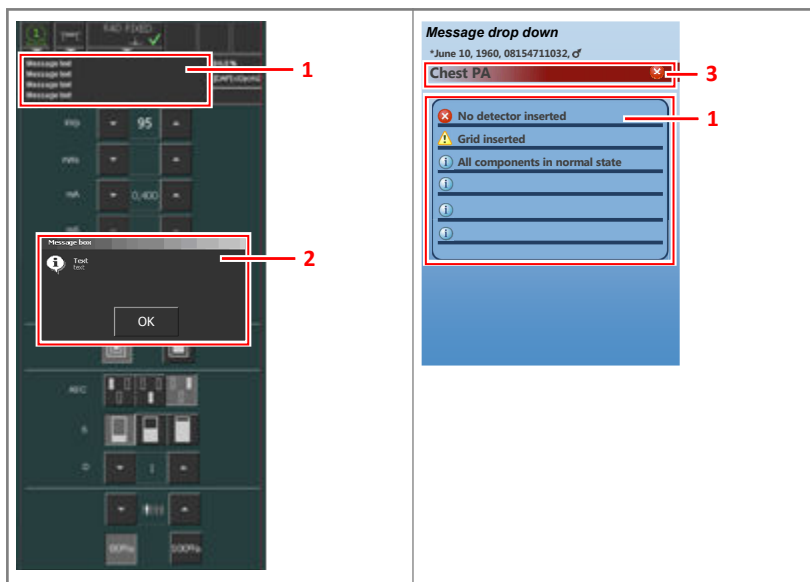 RAD FIXED
Message text
Message text
Message text
Message text
1
kVp
95
mAs
mA
0,400
Message box
Text
text
2
OK
AEC
S
D
Message drop down
*June 10, 1960, 08154711032, ♂
Chest PA
3
No detector inserted
1
Grid inserted
All components in normal state